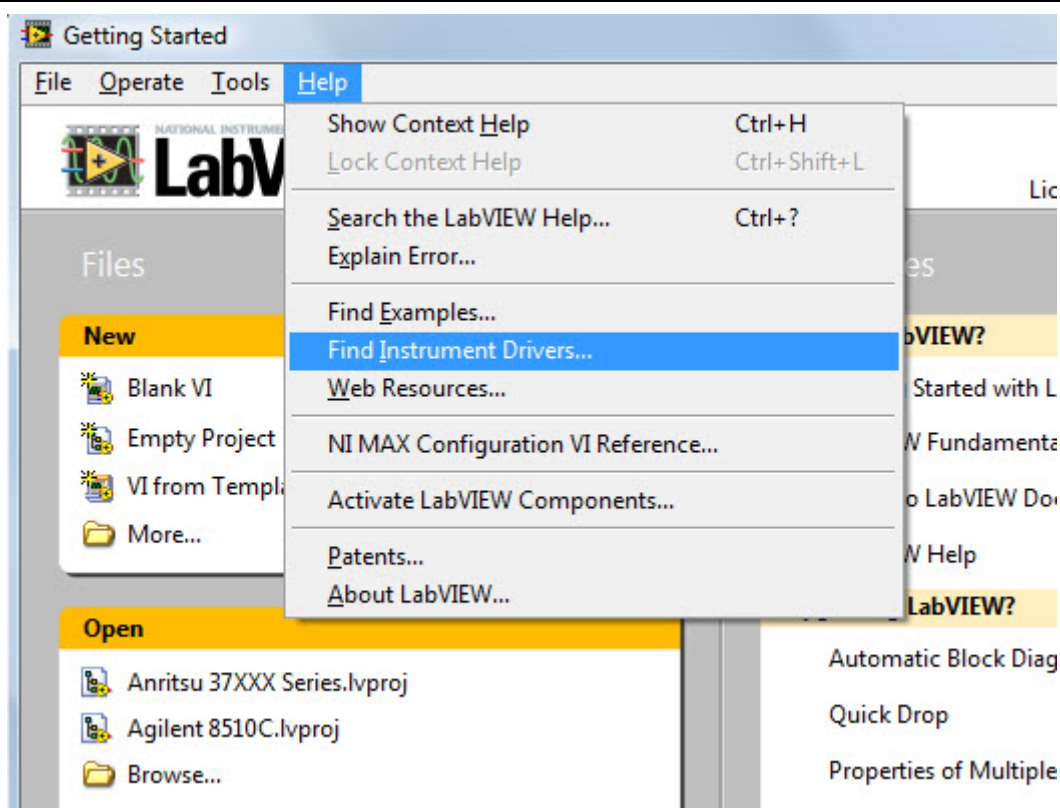 Getting Started
File Operate Tools Help
NATIONAL
LabV
Show Context Help Ctrl+H
Lock Context Help Ctrl+Shift+L
Search the LabVIEW Help... Ctrl+?
Explain Error...
Find Examples...
Find Instrument Drivers...
Web Resources...
NI MAX Configuration VI Reference...
Activate LabVIEW Components...
Patents...
About LabVIEW...
Lic
Files
New
Blank VI
Empty Project
VI from Templa
More...
Open
Anritsu 37XXX Series.lvproj
Agilent 8510C.lvproj
Browse...
es
bVIEW?
Started with L
W Fundamenta
o LabVIEW Do
W Help
LabVIEW?
Automatic Block Diag
Quick Drop
Properties of Multiple